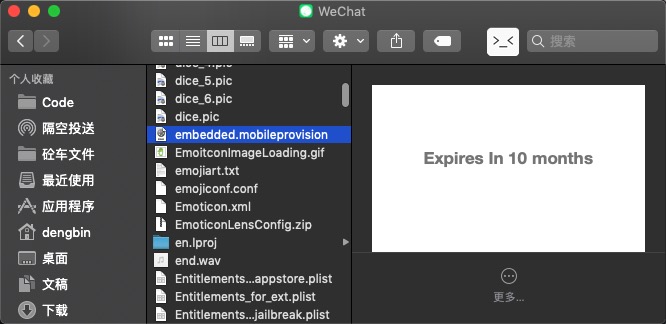 WeChat
>_<
搜索
个人收藏
Code
隔空投送
砼车文件
最近使用
应用程序
dengbin
桌面
文稿
下载
dice_5.pic
dice_6.pic
dice.pic
embedded.mobileprovision
EmoitconImageLoading.gif
emojiart.txt
emojiconf.conf
Emoticon.xml
EmoticonLensConfig.zip
en.lproj
end.wav
Entitlements...appstore.plist
Entitlements_for_ext.plist
Entitlements...jailbreak.plist
Expires In 10 months
更多...